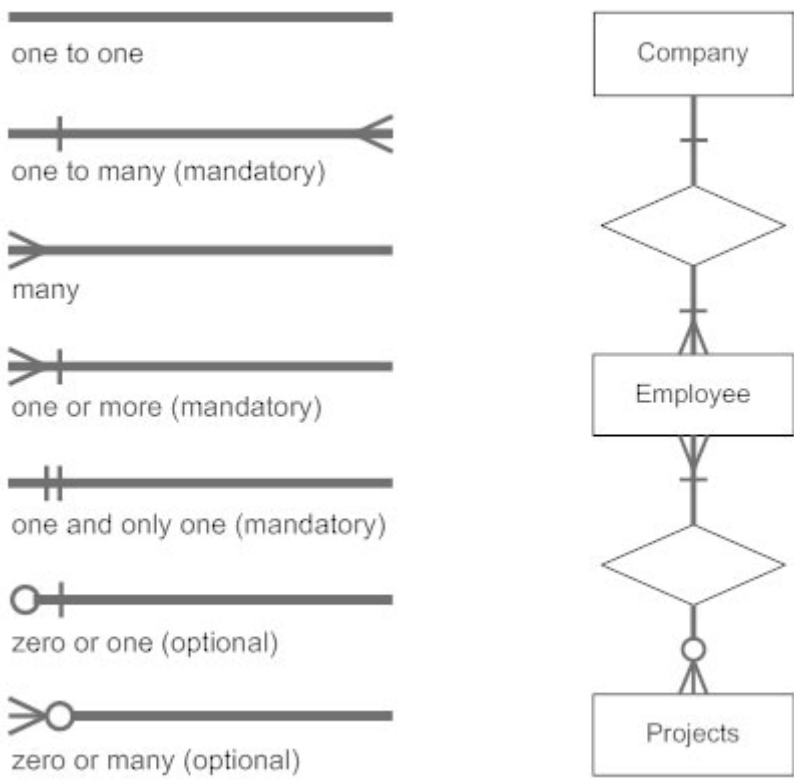 one to one
one to many (mandatory)
many
one or more (mandatory)
one and only one (mandatory)
zero or one (optional)
zero or many (optional)
Company
Employee
Projects